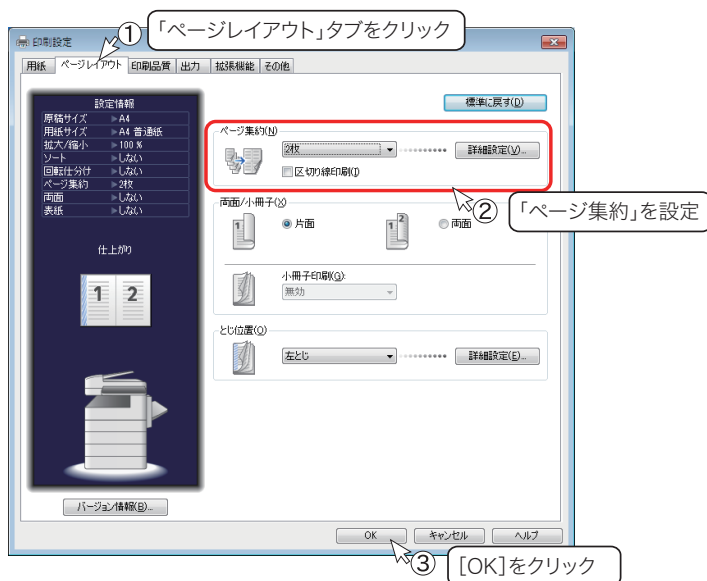 ①「ページレイアウト」タブをクリック
印刷設定
用紙 ページレイアウト 印刷品質 出力 拡張機能 その他
設定情報
原稿サイズ ▶A4
用紙サイズ ▶A4 普通紙
拡大/縮小 ▶100 %
ソート ▶しない
回転仕分け ▶しない
ページ集約 ▶2枚
両面 ▶しない
表紙 ▶しない
仕上がり
1 2
バージョン情報(B)...
標準に戻す(D)
ページ集約(N)
2枚 詳細設定(V)...
区切り線印刷(I)
②「ページ集約」を設定
両面/小冊子(X)
1 片面 1 2 両面
小冊子印刷(G):
無効
とじ位置(O)
左とじ 詳細設定(E)...
OK キャンセル ヘルプ
③ [OK]をクリック